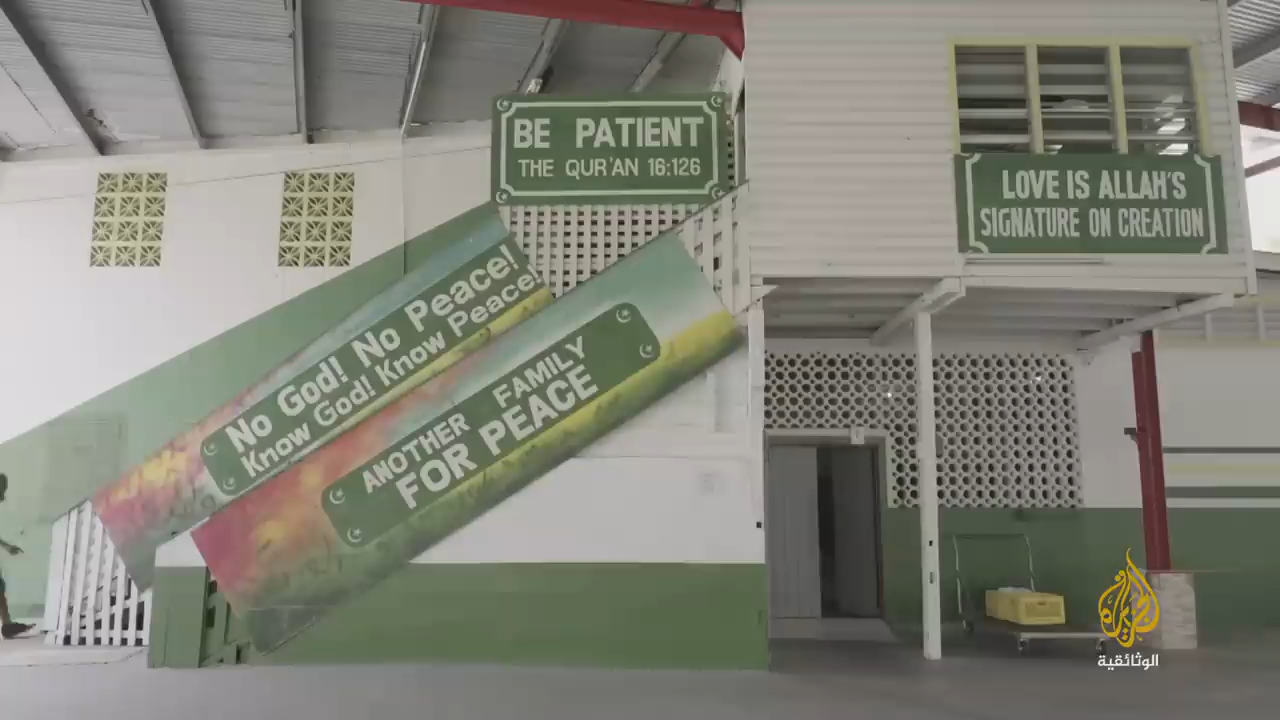 BE PATIENT
THE QUR'AN 16:126
LOVE IS ALLAH'S
SIGNATURE ON CREATION
No God! No Peace!
Know God! Know Peace!
ANOTHER FAMILY
FOR PEACE
الجزيرة
الوثائقية